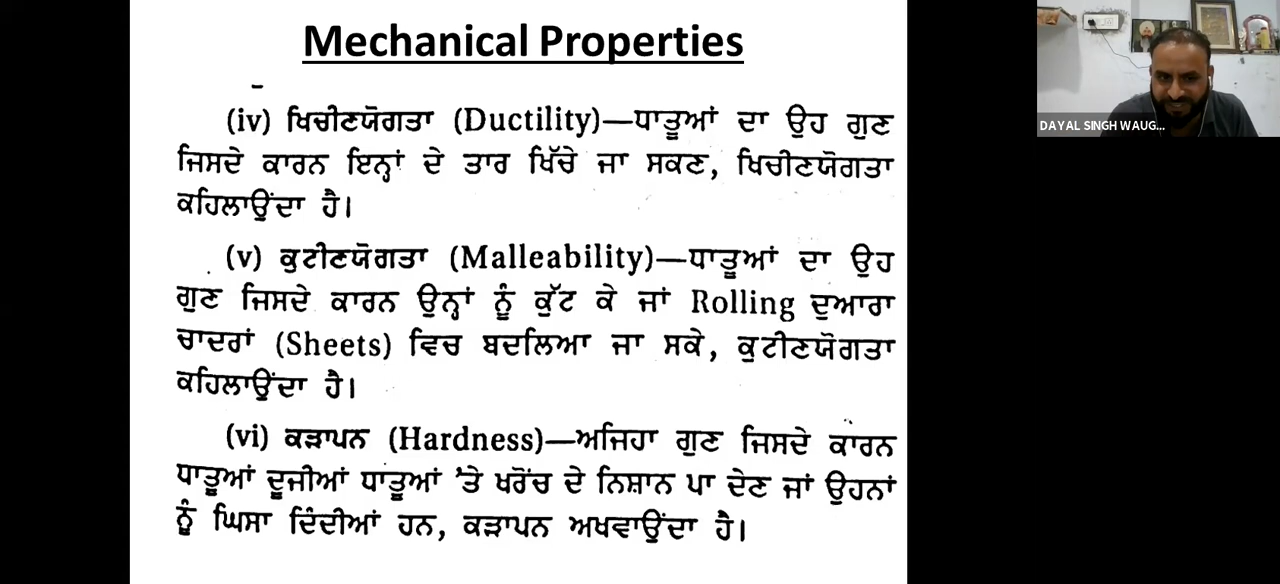 Mechanical Properties
(iv) ਖਿਚੀਣਯੋਗਤਾ (Ductility)—ਧਾਤੂਆਂ ਦਾ ਉਹ ਗੁਣ
ਜਿਸਦੇ ਕਾਰਨ ਇਨ੍ਹਾਂ ਦੇ ਤਾਰ ਖਿੱਚੇ ਜਾ ਸਕਣ, ਖਿਚੀਣਯੋਗਤਾ
ਕਹਿਲਾਉਂਦਾ ਹੈ।
(v) ਕੁਟੀਣਯੋਗਤਾ (Malleability)—ਧਾਤੂਆਂ ਦਾ ਉਹ
ਗੁਣ ਜਿਸਦੇ ਕਾਰਨ ਉਨ੍ਹਾਂ ਨੂੰ ਕੁੱਟ ਕੇ ਜਾਂ Rolling ਦੁਆਰਾ
ਚਾਦਰਾਂ (Sheets) ਵਿਚ ਬਦਲਿਆ ਜਾ ਸਕੇ, ਕੁਟੀਣਯੋਗਤਾ
ਕਹਿਲਾਉਂਦਾ ਹੈ।
(vi) ਕੜਾਪਨ (Hardness)—ਅਜਿਹਾ ਗੁਣ ਜਿਸਦੇ ਕਾਰਨ
ਧਾਤੂਆਂ ਦੂਜੀਆਂ ਧਾਤੂਆਂ 'ਤੇ ਖਰੋਂਚ ਦੇ ਨਿਸ਼ਾਨ ਪਾ ਦੇਣ ਜਾਂ ਉਹਨਾਂ
ਨੂੰ ਘਿਸਾ ਦਿੰਦੀਆਂ ਹਨ, ਕੜਾਪਨ ਅਖਵਾਉਂਦਾ ਹੈ।
DAYAL SINGH WAUG...